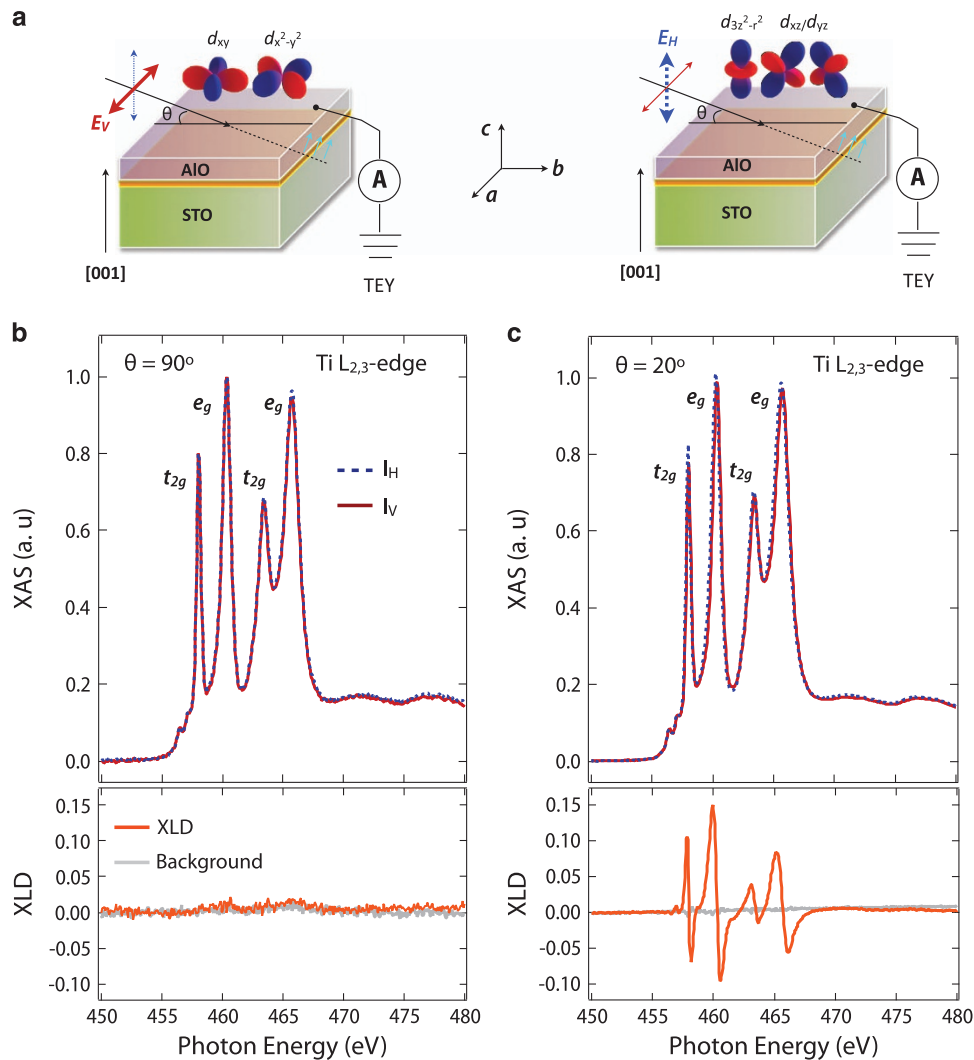 a
d_xy d_x²-y²
E_V
θ
AlO
STO
[001]
A
TEY
c
b
a
d_3z²-r² d_xz/d_yz
E_H
θ
AlO
STO
[001]
A
TEY
b
θ = 90° Ti L2,3-edge
e_g e_g
t_2g t_2g
I_H
I_V
XAS (a. u)
1.0
0.8
0.6
0.4
0.2
0.0
XLD
Background
XLD
0.15
0.10
0.05
0.00
-0.05
-0.10
450 455 460 465 470 475 480
Photon Energy (eV)
c
θ = 20° Ti L2,3-edge
e_g e_g
t_2g t_2g
XAS (a. u)
1.0
0.8
0.6
0.4
0.2
0.0
XLD
0.15
0.10
0.05
0.00
-0.05
-0.10
450 455 460 465 470 475 480
Photon Energy (eV)